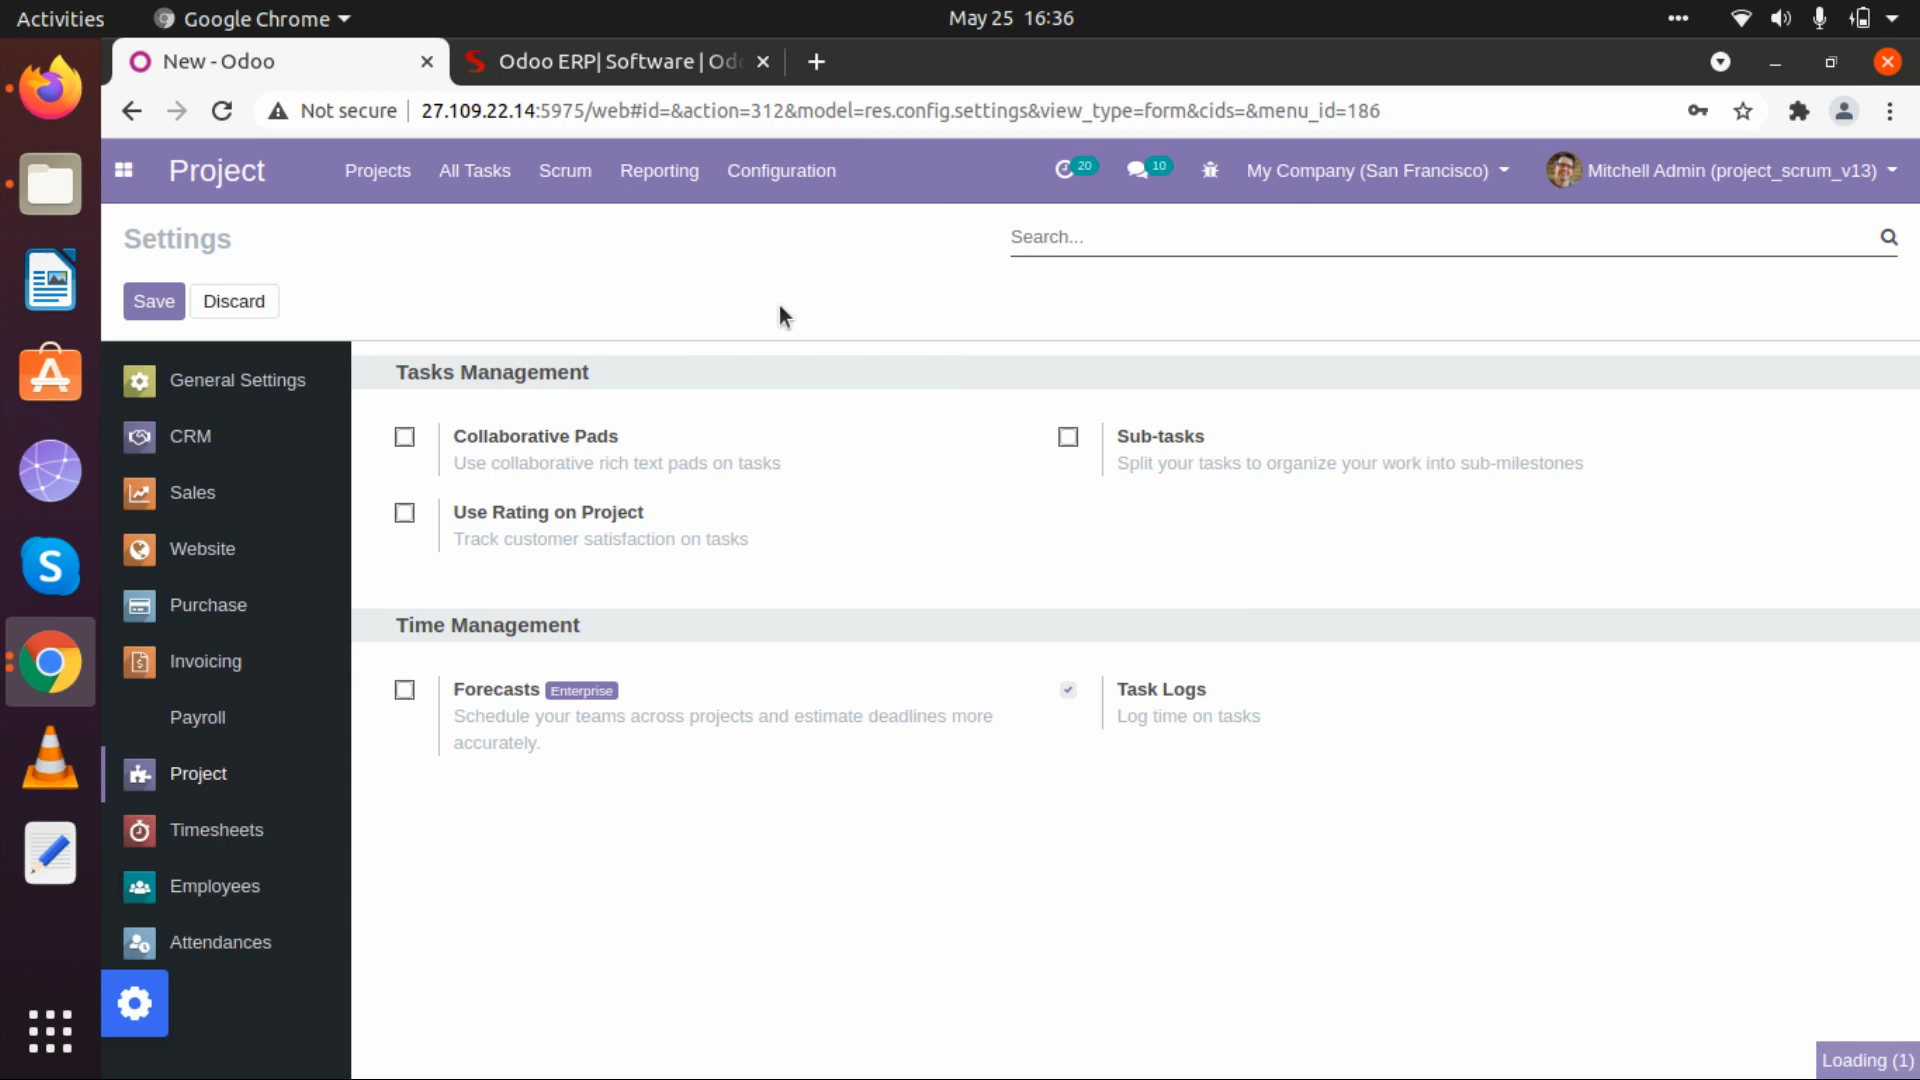 Activities
Google Chrome
May 25 16:36
New - Odoo
Odoo ERP| Software | Od
Not secure
27.109.22.14:5975/web#id=&action=312&model=res.config.settings&view_type=form&cids=&menu_id=186
Project
Projects
All Tasks
Scrum
Reporting
Configuration
20
10
My Company (San Francisco)
Mitchell Admin (project_scrum_v13)
Settings
Search...
Save
Discard
General Settings
CRM
Sales
Website
Purchase
Invoicing
Payroll
Project
Timesheets
Employees
Attendances
Tasks Management
Collaborative Pads
Use collaborative rich text pads on tasks
Sub-tasks
Split your tasks to organize your work into sub-milestones
Use Rating on Project
Track customer satisfaction on tasks
Time Management
Forecasts Enterprise
Schedule your teams across projects and estimate deadlines more
accurately.
Task Logs
Log time on tasks
Loading (1)